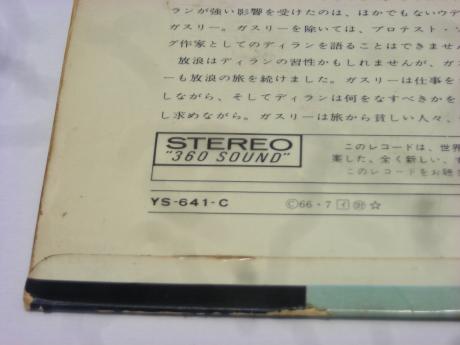 ランが強い影響を受けたのは、ほかでもないウデ
ガスリー。ガスリーを除いては、プロテスト・ソ
グ作家としてのディランを語ることはできません
放浪はディランの習性かもしれませんが、ガス
ーも放浪の旅を続けました。ガスリーは仕事を
しながら、そしてディランは何をなすべきかを
し求めながら。ガスリーは旅から貧しい人々、
STEREO
"360 SOUND"
このレコードは、世界
案した、全く新しい、
このレコードをお聴
YS-641-C
Ⓒ66・7 イ ☆